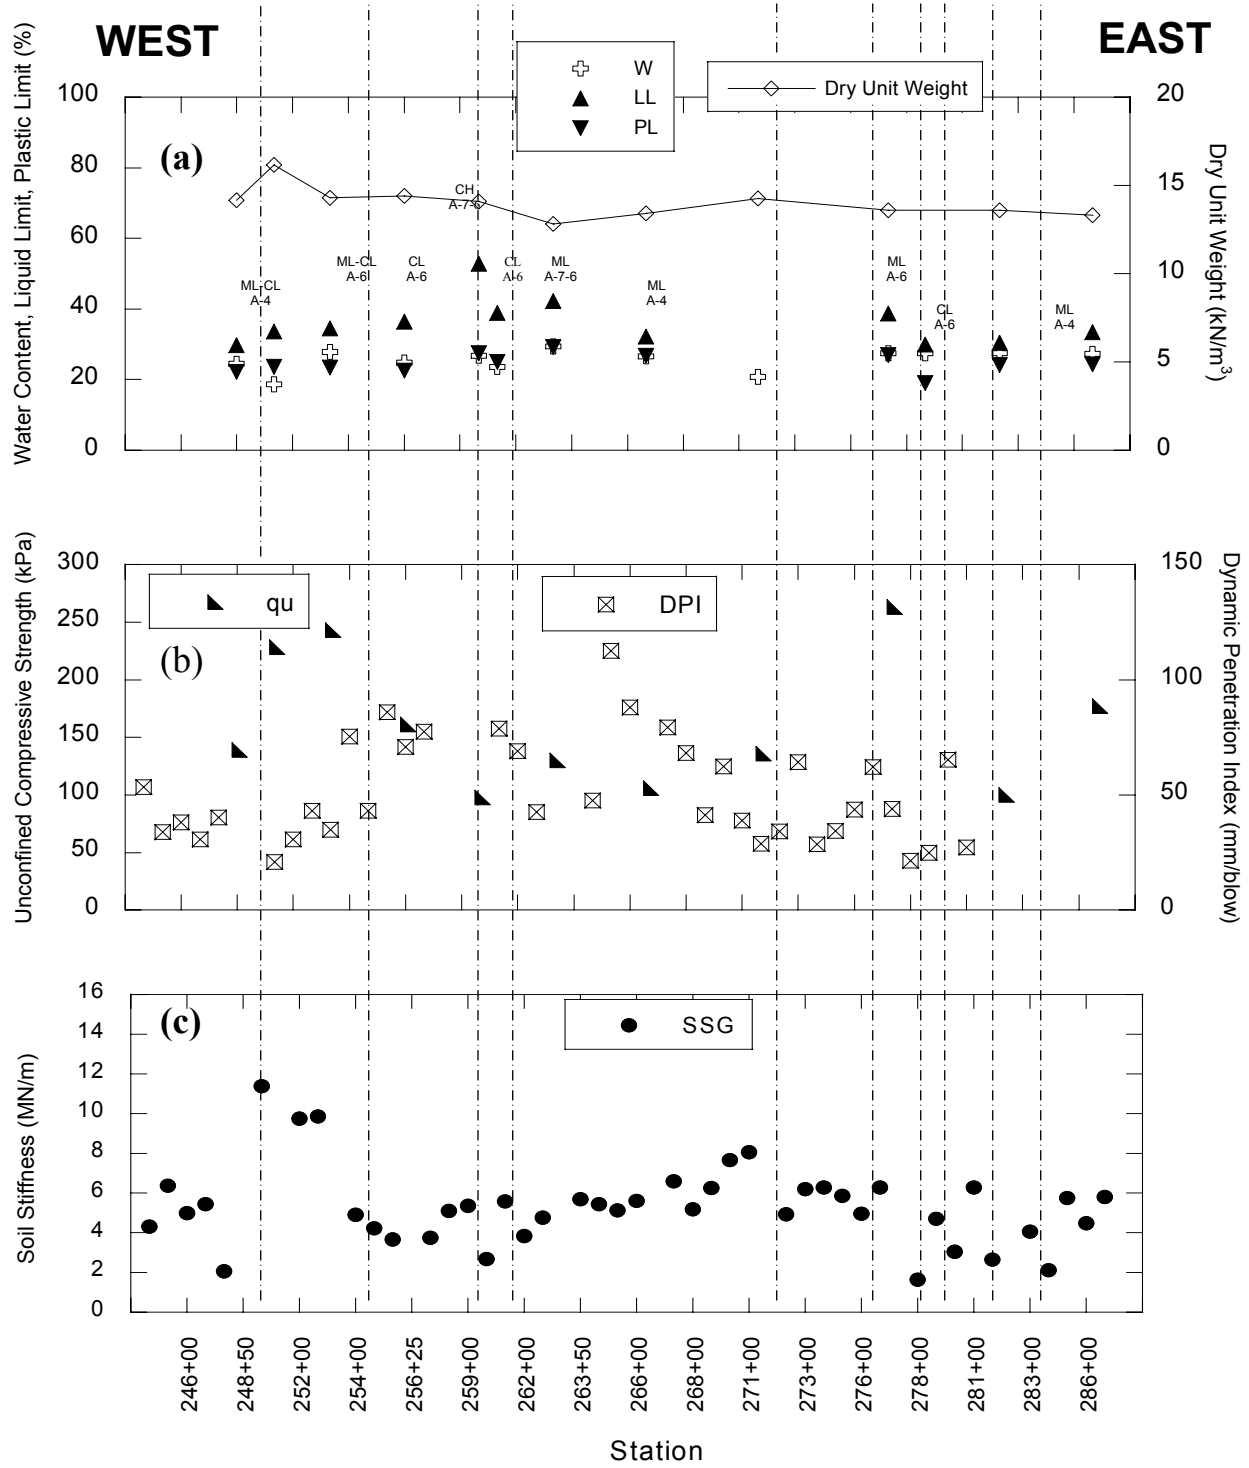 WEST
EAST
W
LL
PL
Dry Unit Weight
Water Content, Liquid Limit, Plastic Limit (%)
100
80
60
40
20
0
(a)
CH
A-7-6
ML-CL
A-4
ML-CL
A-6
CL
A-6
CL
A-6
ML
A-7-6
ML
A-4
ML
A-6
CL
A-6
ML
A-4
20
15
10
5
0
Dry Unit Weight (kN/m³)
Unconfined Compressive Strength (kPa)
300
250
200
150
100
50
0
qu
DPI
(b)
150
100
50
0
Dynamic Penetration Index (mm/blow)
Soil Stiffness (MN/m)
16
14
12
10
8
6
4
2
0
(c)
SSG
246+00
248+50
252+00
254+00
256+25
259+00
262+00
263+50
266+00
268+00
271+00
273+00
276+00
278+00
281+00
283+00
286+00
Station